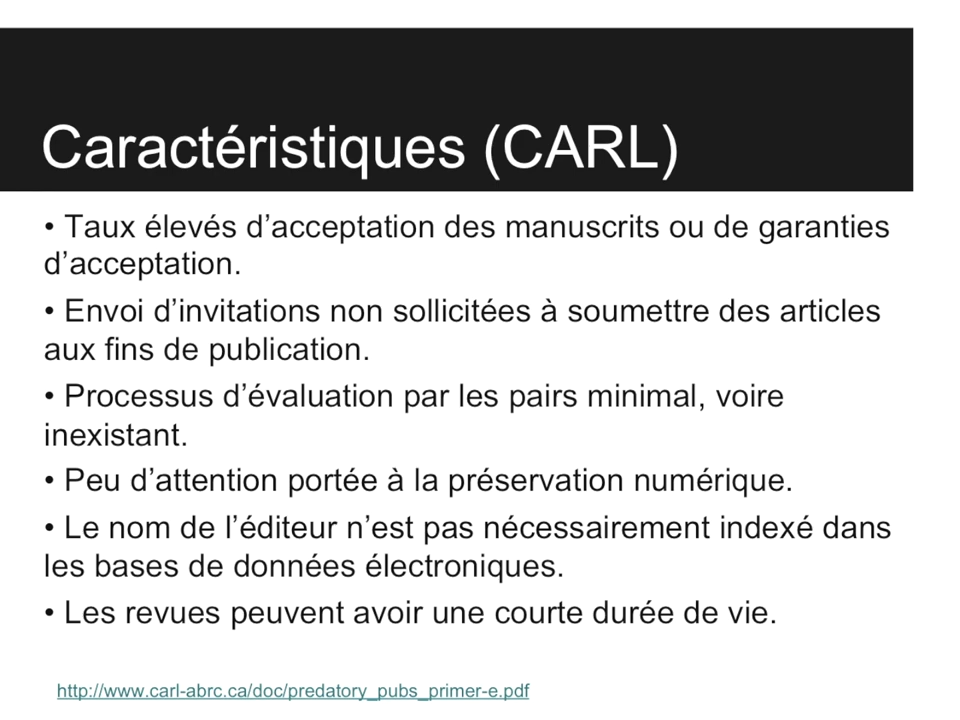 Caractéristiques (CARL)
• Taux élevés d’acceptation des manuscrits ou de garanties
d’acceptation.
• Envoi d’invitations non sollicitées à soumettre des articles
aux fins de publication.
• Processus d’évaluation par les pairs minimal, voire
inexistant.
• Peu d’attention portée à la préservation numérique.
• Le nom de l’éditeur n’est pas nécessairement indexé dans
les bases de données électroniques.
• Les revues peuvent avoir une courte durée de vie.
http://www.carl-abrc.ca/doc/predatory_pubs_primer-e.pdf